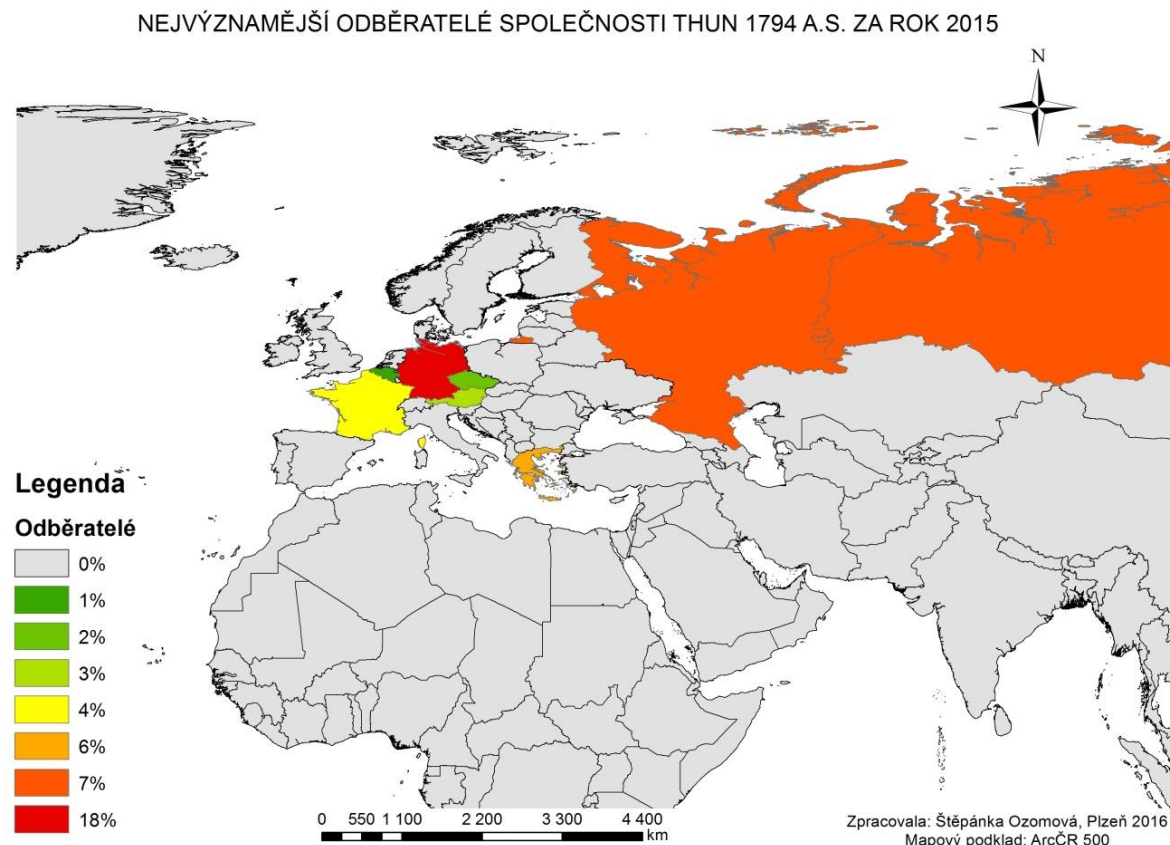 NEJVÝZNAMĚJŠÍ ODBĚRATELÉ SPOLEČNOSTI THUN 1794 A.S. ZA ROK 2015
N
Legenda
Odběratelé
0%
1%
2%
3%
4%
6%
7%
18%
0 550 1 100 2 200 3 300 4 400
km
Zpracovala: Štěpánka Ozomová, Plzeň 2016
Mapový podklad: ArcČR 500